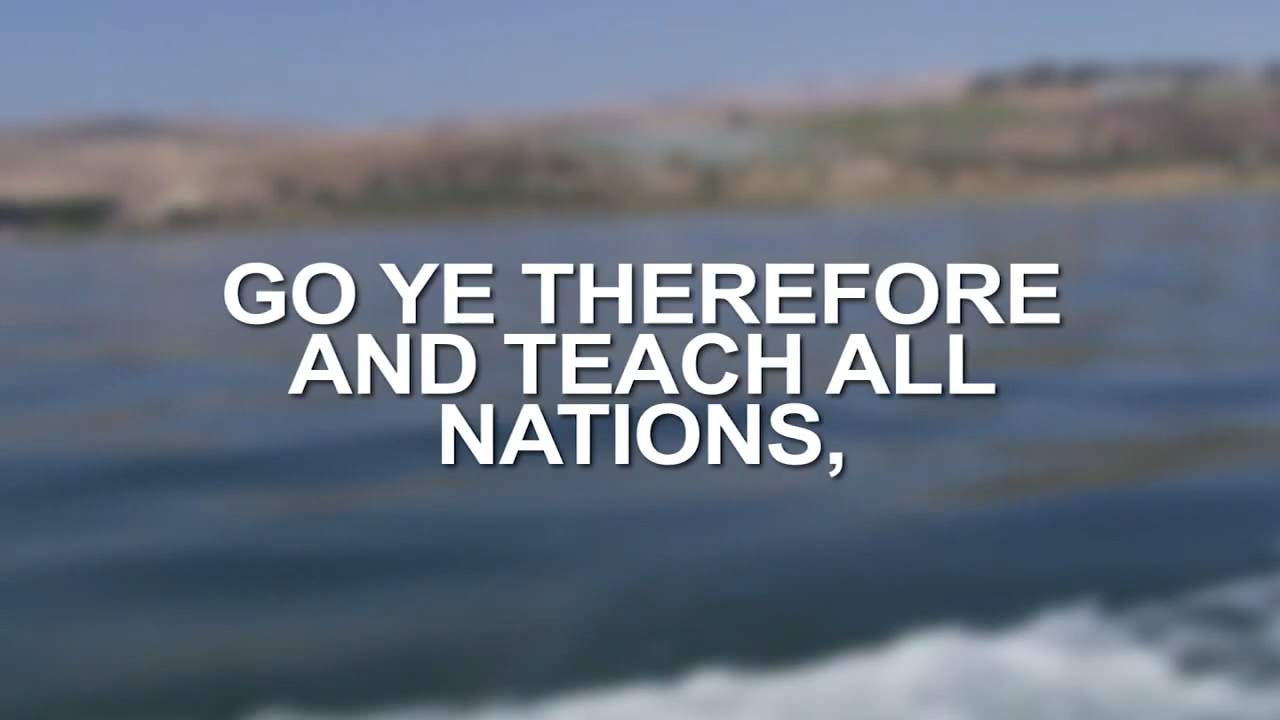 GO YE THEREFORE
AND TEACH ALL
NATIONS,